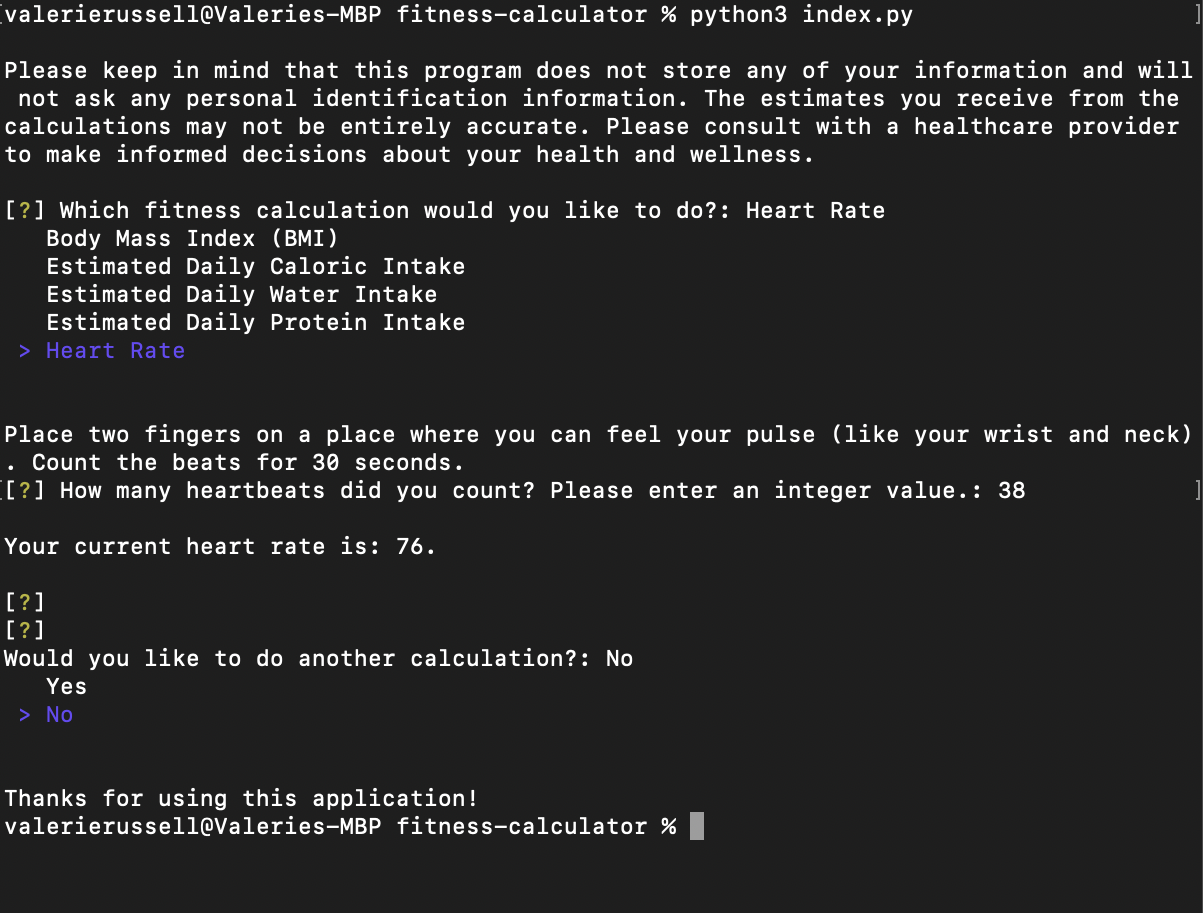 [valerierussell@Valeries-MBP fitness-calculator % python3 index.py ]
Please keep in mind that this program does not store any of your information and will
not ask any personal identification information. The estimates you receive from the
calculations may not be entirely accurate. Please consult with a healthcare provider
to make informed decisions about your health and wellness.
[?] Which fitness calculation would you like to do?: Heart Rate
Body Mass Index (BMI)
Estimated Daily Caloric Intake
Estimated Daily Water Intake
Estimated Daily Protein Intake
> Heart Rate
Place two fingers on a place where you can feel your pulse (like your wrist and neck)
. Count the beats for 30 seconds.
[[?] How many heartbeats did you count? Please enter an integer value.: 38 ]
Your current heart rate is: 76.
[?]
[?]
Would you like to do another calculation?: No
Yes
> No
Thanks for using this application!
valerierussell@Valeries-MBP fitness-calculator %